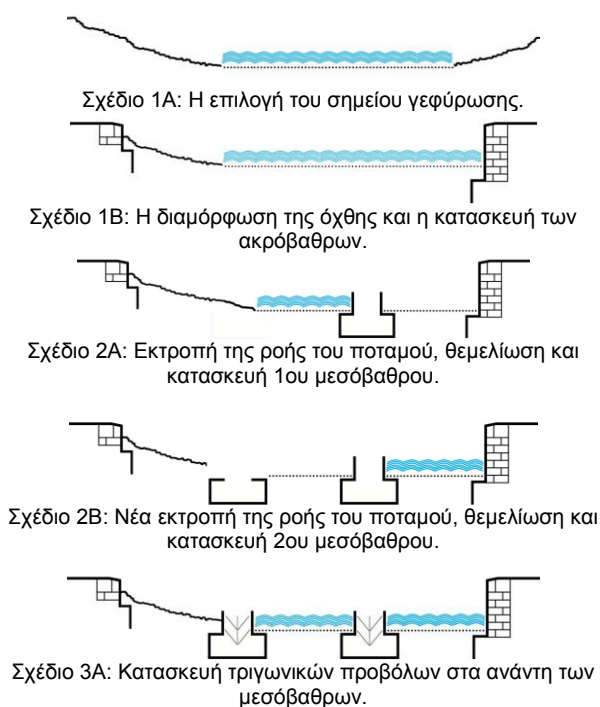 Σχέδιο 1Α: Η επιλογή του σημείου γεφύρωσης.
Σχέδιο 1Β: Η διαμόρφωση της όχθης και η κατασκευή των
ακρόβαθρων.
Σχέδιο 2Α: Εκτροπή της ροής του ποταμού, θεμελίωση και
κατασκευή 1ου μεσόβαθρου.
Σχέδιο 2Β: Νέα εκτροπή της ροής του ποταμού, θεμελίωση και
κατασκευή 2ου μεσόβαθρου.
Σχέδιο 3Α: Κατασκευή τριγωνικών προβόλων στα ανάντη των
μεσόβαθρων.